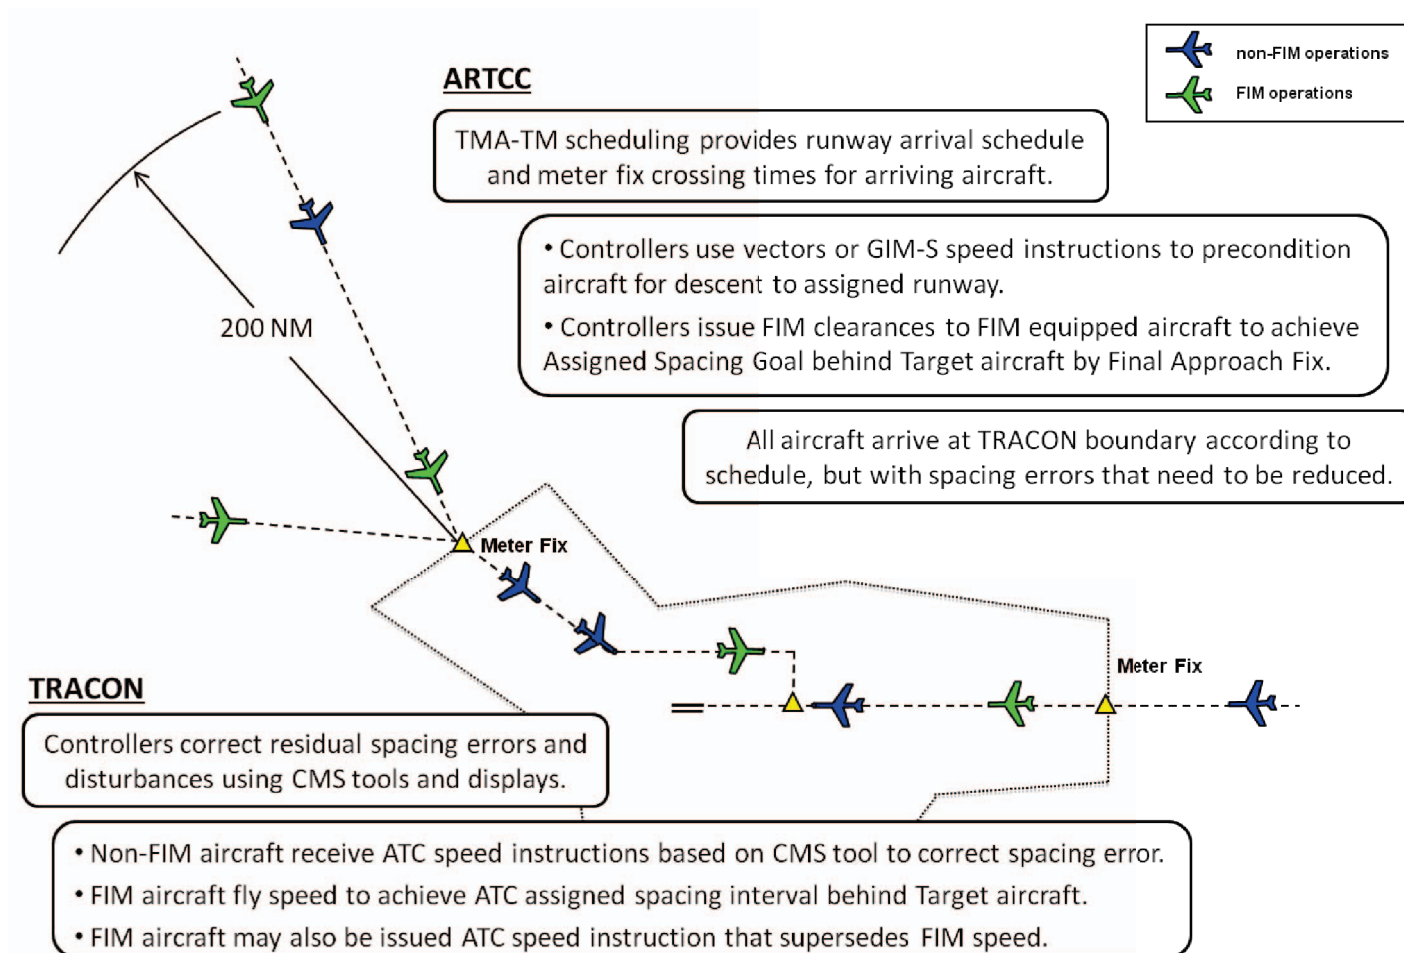 non-FIM operations
FIM operations
ARTCC
TMA-TM scheduling provides runway arrival schedule
and meter fix crossing times for arriving aircraft.
• Controllers use vectors or GIM-S speed instructions to precondition
aircraft for descent to assigned runway.
• Controllers issue FIM clearances to FIM equipped aircraft to achieve
Assigned Spacing Goal behind Target aircraft by Final Approach Fix.
200 NM
All aircraft arrive at TRACON boundary according to
schedule, but with spacing errors that need to be reduced.
Meter Fix
Meter Fix
TRACON
Controllers correct residual spacing errors and
disturbances using CMS tools and displays.
• Non-FIM aircraft receive ATC speed instructions based on CMS tool to correct spacing error.
• FIM aircraft fly speed to achieve ATC assigned spacing interval behind Target aircraft.
• FIM aircraft may also be issued ATC speed instruction that supersedes FIM speed.